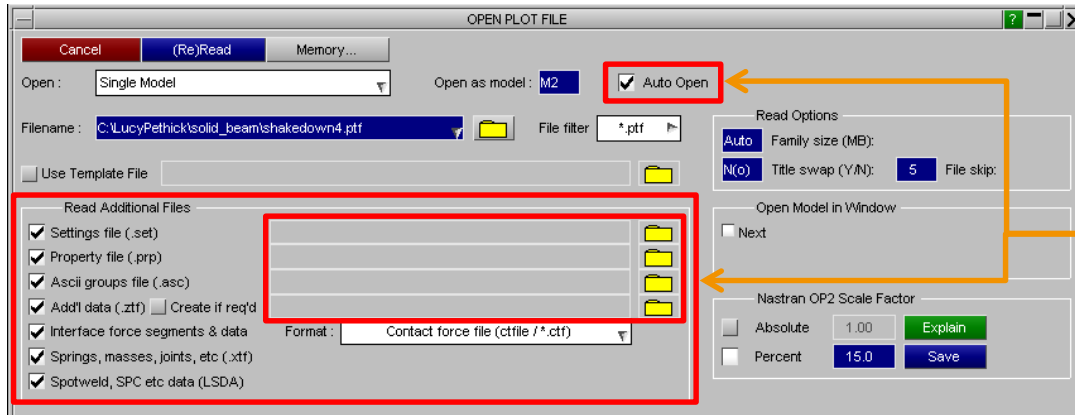 OPEN PLOT FILE ?
Cancel (Re)Read Memory...
Open : Single Model Open as model : M2 Auto Open
Filename : C:\LucyPethick\solid_beam\shakedown4.ptf File filter *.ptf
Use Template File
Read Additional Files
Settings file (.set)
Property file (.prp)
Ascii groups file (.asc)
Add'l data (.ztf) Create if req'd
Interface force segments & data Format : Contact force file (ctfile / *.ctf)
Springs, masses, joints, etc (.xtf)
Spotweld, SPC etc data (LSDA)
Read Options
Auto Family size (MB):
N(o) Title swap (Y/N): 5 File skip:
Open Model in Window
Next
Nastran OP2 Scale Factor
Absolute 1.00 Explain
Percent 15.0 Save